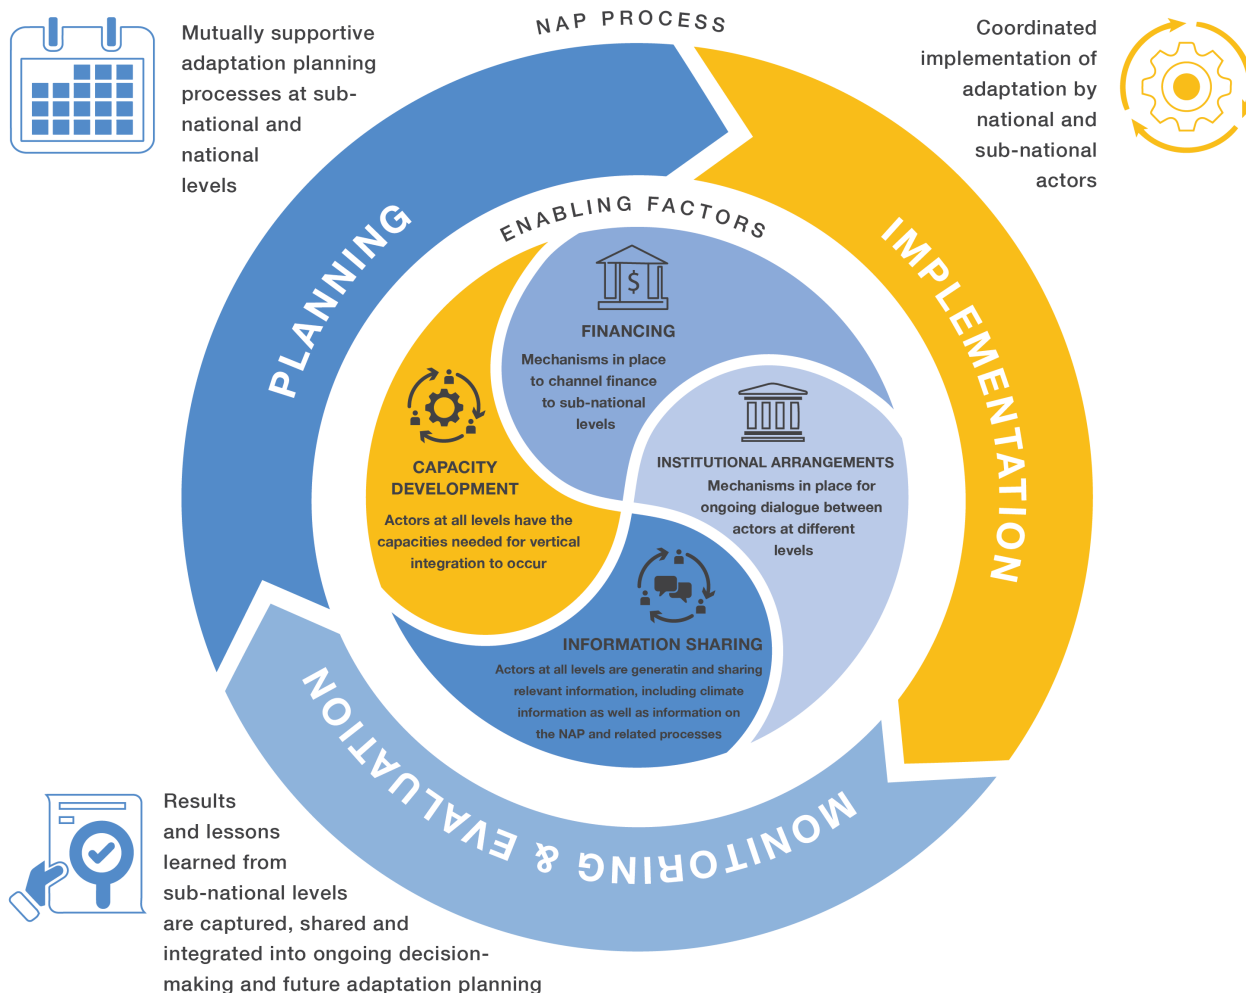 NAP PROCESS
Mutually supportive
adaptation planning
processes at sub-
national and
national
levels
Coordinated
implementation of
adaptation by
national and
sub-national
actors
PLANNING
IMPLEMENTATION
MONITORING & EVALUATION
ENABLING FACTORS
$
FINANCING
Mechanisms in place
to channel finance
to sub-national
levels
INSTITUTIONAL ARRANGEMENTS
Mechanisms in place for
ongoing dialogue between
actors at different
levels
CAPACITY
DEVELOPMENT
Actors at all levels have the
capacities needed for vertical
integration to occur
INFORMATION SHARING
Actors at all levels are generatin and sharing
relevant information, including climate
information as well as information on
the NAP and related processes
Results
and lessons
learned from
sub-national levels
are captured, shared and
integrated into ongoing decision-
making and future adaptation planning